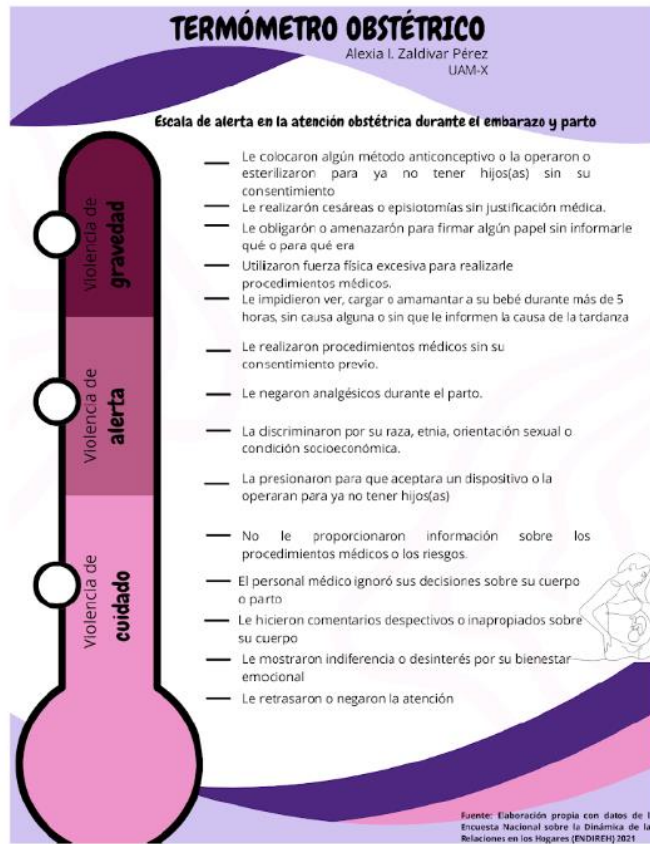 TERMÓMETRO OBSTÉTRICO
Alexia I. Zaldivar Pérez
UAM-X
Escala de alerta en la atención obstétrica durante el embarazo y parto
Violencia de
gravedad
Le colocaron algún método anticonceptivo o la operaron o
esterilizaron para ya no tener hijos(as) sin su
consentimiento
Le realizarón cesáreas o episiotomías sin justificación médica.
Le obligarón o amenazarón para firmar algún papel sin informarle
qué o para qué era
Utilizaron fuerza física excesiva para realizarle
procedimientos médicos.
Le impidieron ver, cargar o amamantar a su bebé durante más de 5
horas, sin causa alguna o sin que le informen la causa de la tardanza
Violencia de
alerta
Le realizaron procedimientos médicos sin su
consentimiento previo.
Le negaron analgésicos durante el parto.
La discriminaron por su raza, etnia, orientación sexual o
condición socioeconómica.
La presionaron para que aceptara un dispositivo o la
operaran para ya no tener hijos(as)
Violencia de
cuidado
No le proporcionaron información sobre los
procedimientos médicos o los riesgos.
El personal médico ignoró sus decisiones sobre su cuerpo
o parto
Le hicieron comentarios despectivos o inapropiados sobre
su cuerpo
Le mostraron indiferencia o desinterés por su bienestar
emocional
Le retrasaron o negaron la atención
Fuente: Elaboración propia con datos de l
Encuesta Nacional sobre la Dinámica de la
Relaciones en los Hogares (ENDIREH) 2021